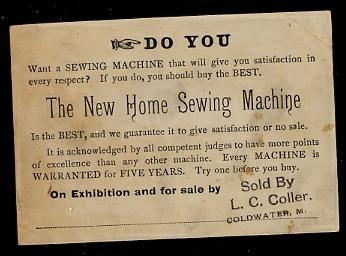 ☞DO YOU
Want a SEWING MACHINE that will give you satisfaction in
every respect? If you do, you should buy the BEST.
The New Home Sewing Machine
Is the BEST, and we guarantee it to give satisfaction or no sale.
It is acknowledged by all competent judges to have more points
of excellence than any other machine. Every MACHINE is
WARRANTED for FIVE YEARS. Try one before you buy.
On Exhibition and for sale by
Sold By
L. C. Coller.
COLDWATER, M